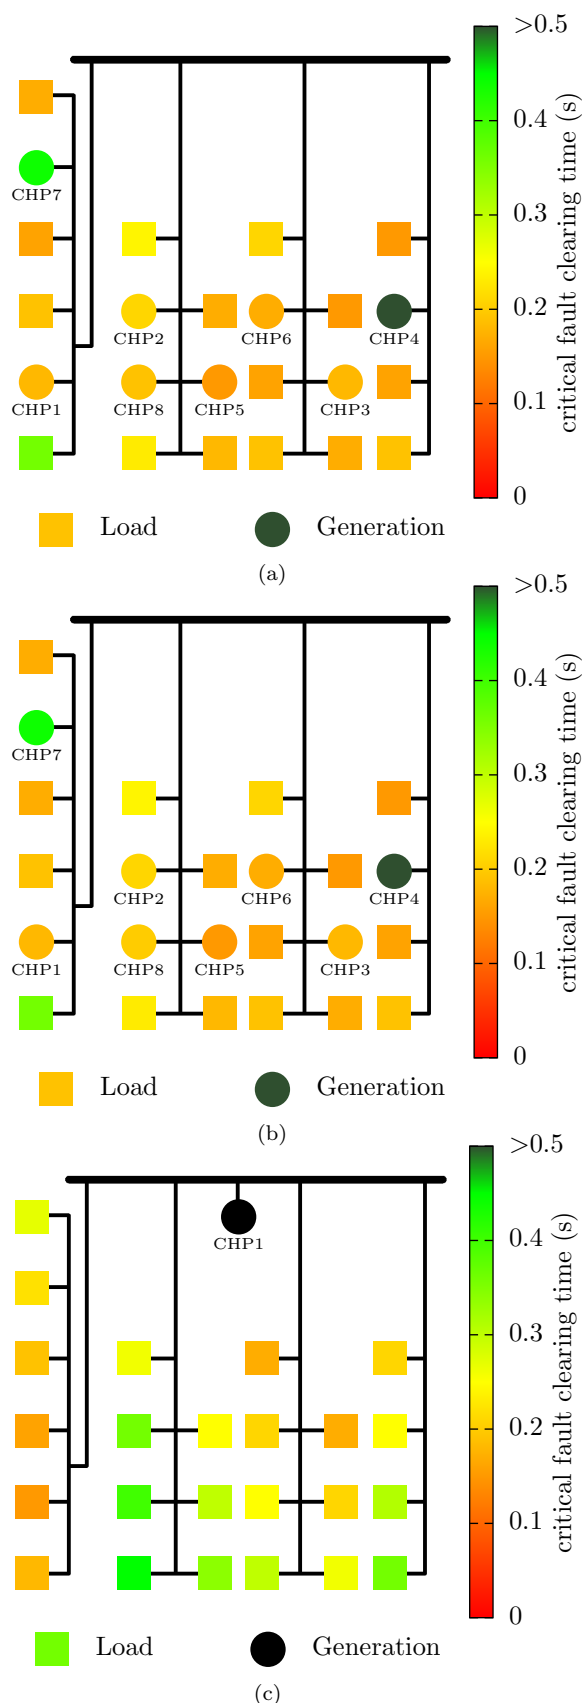 >0.5
CHP7
0.4
0.3
CHP2
CHP6
CHP4
0.2
CHP1
CHP8
CHP5
CHP3
0.1
0
critical fault clearing time (s)
Load
Generation
(a)
>0.5
CHP7
0.4
0.3
CHP2
CHP6
CHP4
0.2
CHP1
CHP8
CHP5
CHP3
0.1
0
critical fault clearing time (s)
Load
Generation
(b)
>0.5
CHP1
0.4
0.3
0.2
0.1
0
critical fault clearing time (s)
Load
Generation
(c)